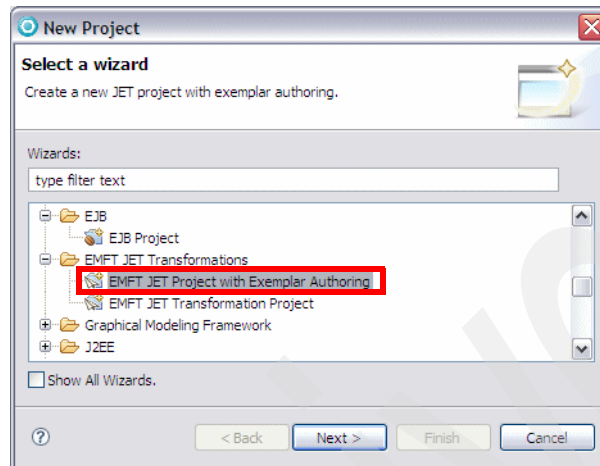 New Project
Select a wizard
Create a new JET project with exemplar authoring.
Wizards:
type filter text
EJB
EJB Project
EMFT JET Transformations
EMFT JET Project with Exemplar Authoring
EMFT JET Transformation Project
Graphical Modeling Framework
J2EE
Show All Wizards.
?
< Back
Next >
Finish
Cancel